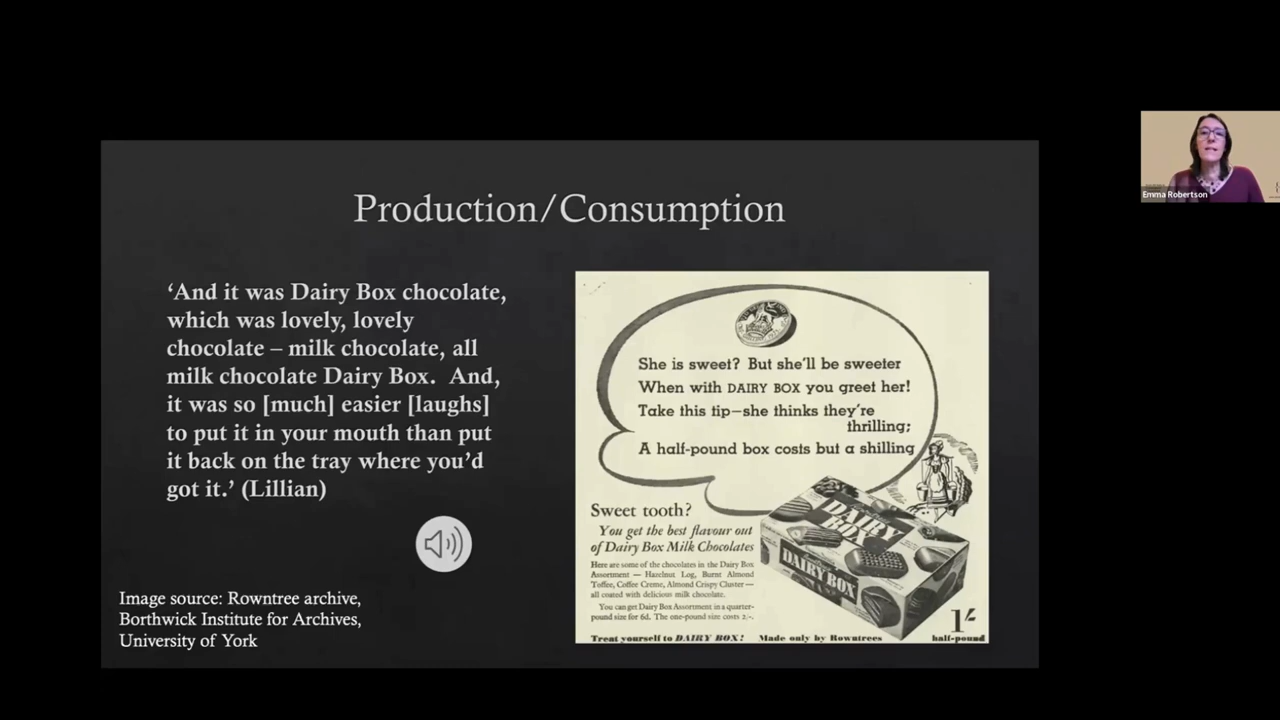 Production/Consumption
‘And it was Dairy Box chocolate,
which was lovely, lovely
chocolate – milk chocolate, all
milk chocolate Dairy Box. And,
it was so [much] easier [laughs]
to put it in your mouth than put
it back on the tray where you’d
got it.’ (Lillian)
Image source: Rowntree archive,
Borthwick Institute for Archives,
University of York
She is sweet? But she'll be sweeter
When with DAIRY BOX you greet her!
Take this tip—she thinks they're
thrilling;
A half-pound box costs but a shilling
Sweet tooth?
You get the best flavour out
of Dairy Box Milk Chocolates
Here are some of the chocolates in the Dairy Box
Assortment — Hazelnut Log, Burnt Almond
Toffee, Coffee Creme, Almond Crispy Cluster —
all coated with delicious milk chocolate.
You can get Dairy Box Assortment in a quarter-
pound size for 6d. The one-pound size costs 2/-.
Treat yourself to DAIRY BOX! Made only by Rowntrees
DAIRY
BOX
DAIRY BOX
1/-
half-pound
Emma Robertson